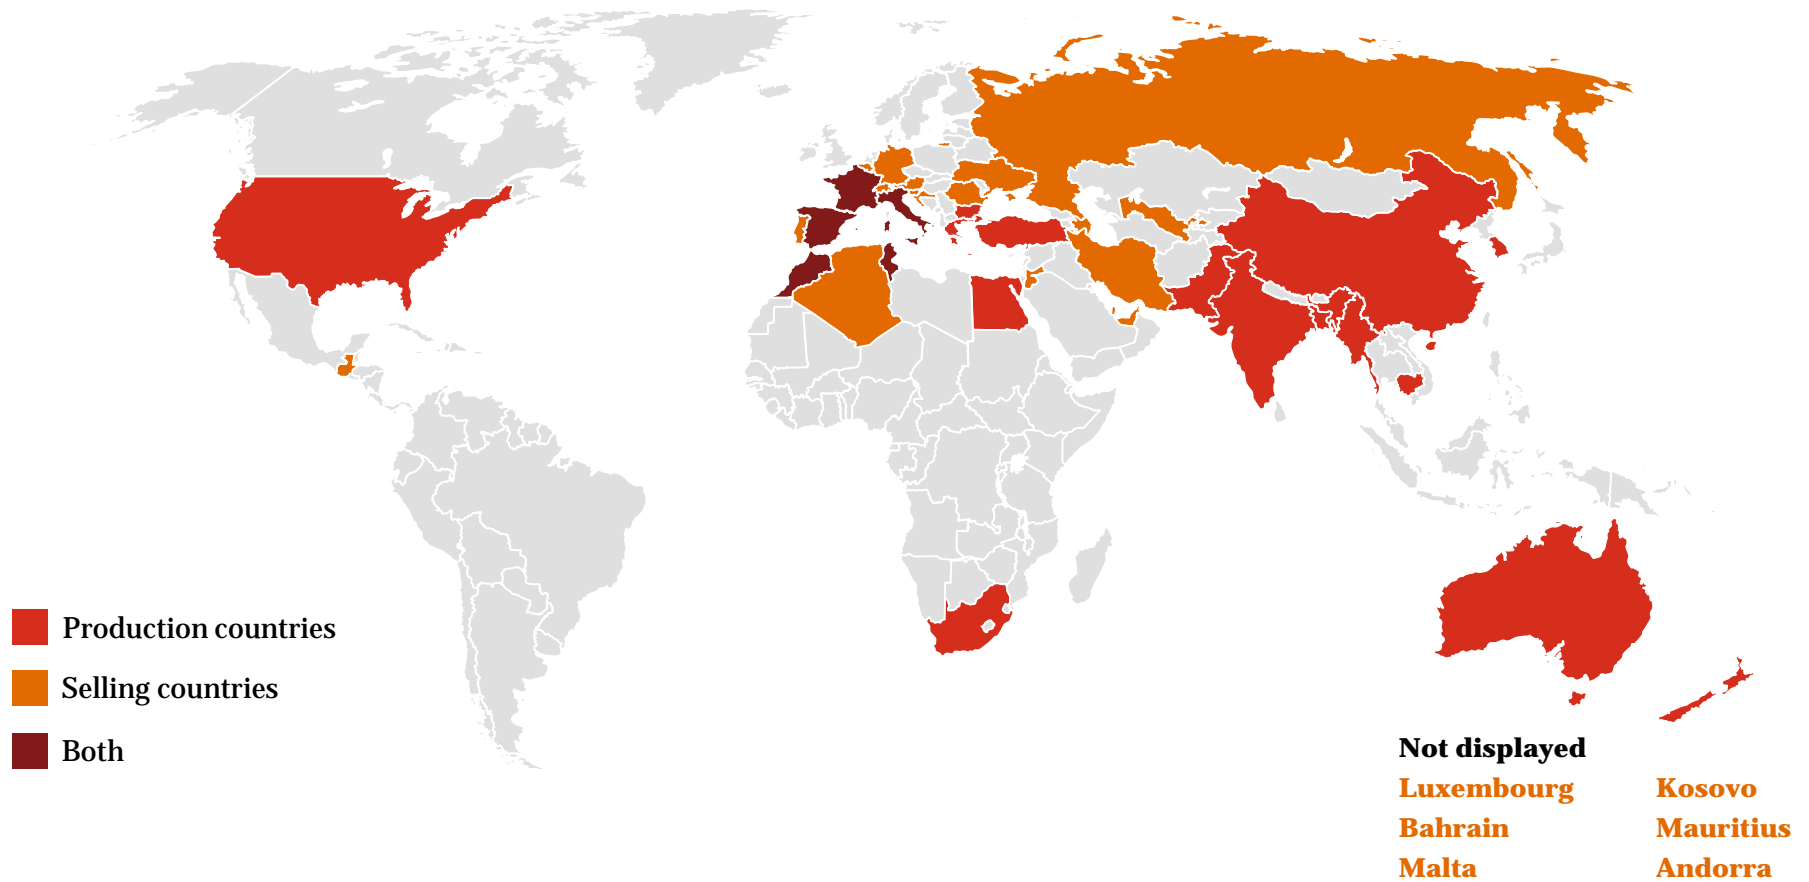 Production countries
Selling countries
Both
Not displayed
Luxembourg Kosovo
Bahrain Mauritius
Malta Andorra